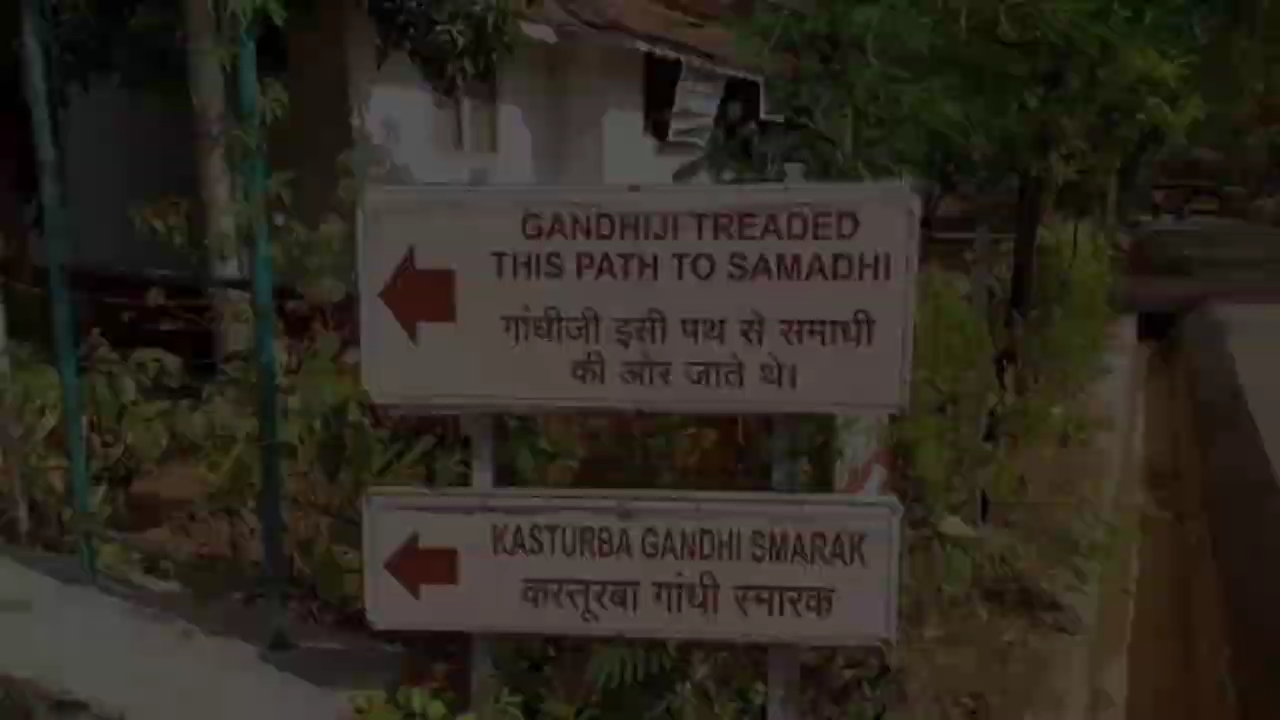 GANDHIJI TREADED
THIS PATH TO SAMADHI
गांधीजी इसी पथ से समाधी
की ओर जाते थे।
KASTURBA GANDHI SMARAK
कस्तूरबा गांधी स्मारक